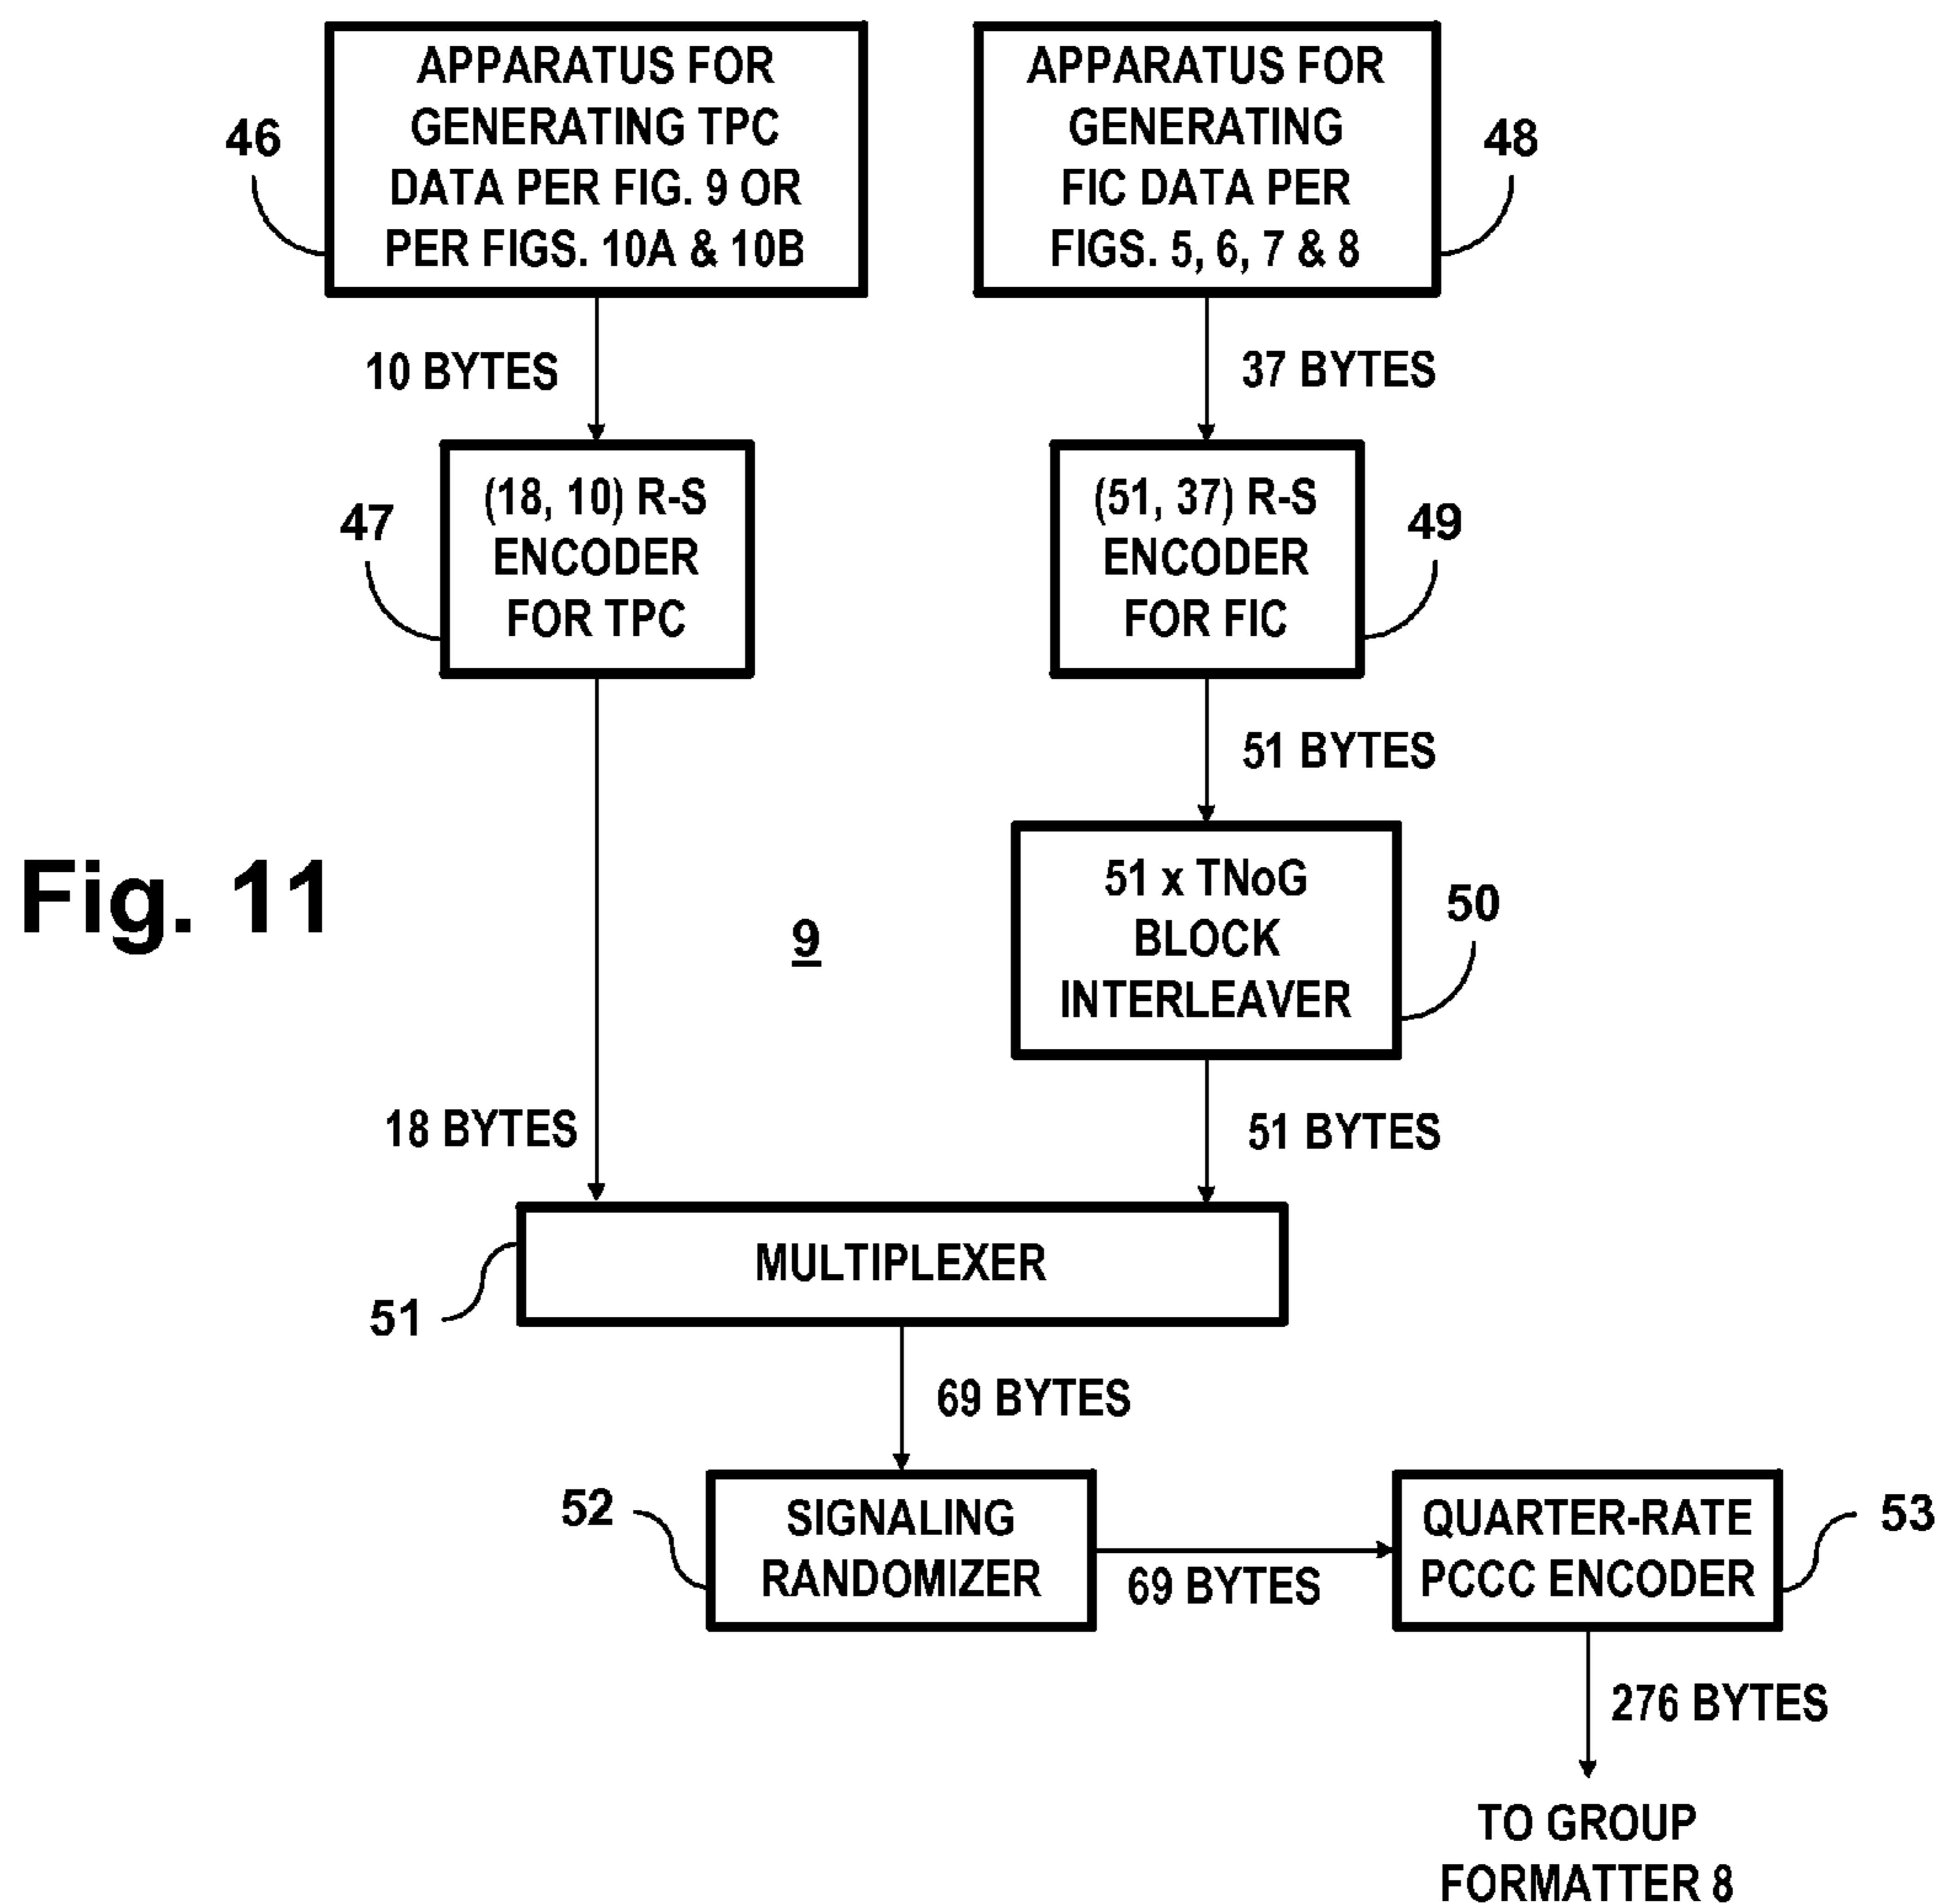 APPARATUS FOR
GENERATING TPC
DATA PER FIG. 9 OR
PER FIGS. 10A & 10B
46
APPARATUS FOR
GENERATING
FIC DATA PER
FIGS. 5, 6, 7 & 8
48
10 BYTES
37 BYTES
(18, 10) R-S
ENCODER
FOR TPC
47
(51, 37) R-S
ENCODER
FOR FIC
49
51 BYTES
Fig. 11
9
51 x TNoG
BLOCK
INTERLEAVER
50
18 BYTES
51 BYTES
MULTIPLEXER
51
69 BYTES
52
SIGNALING
RANDOMIZER
69 BYTES
QUARTER-RATE
PCCC ENCODER
53
276 BYTES
TO GROUP
FORMATTER 8